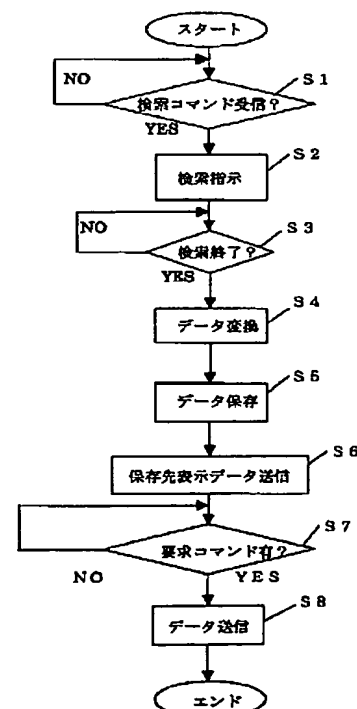 スタート
NO
S1
検索コマンド受信?
YES
S2
検索指示
NO
S3
検索終了?
YES
S4
データ変換
S5
データ保存
S6
保存先表示データ送信
S7
要求コマンド有?
NO
YES
S8
データ送信
エンド